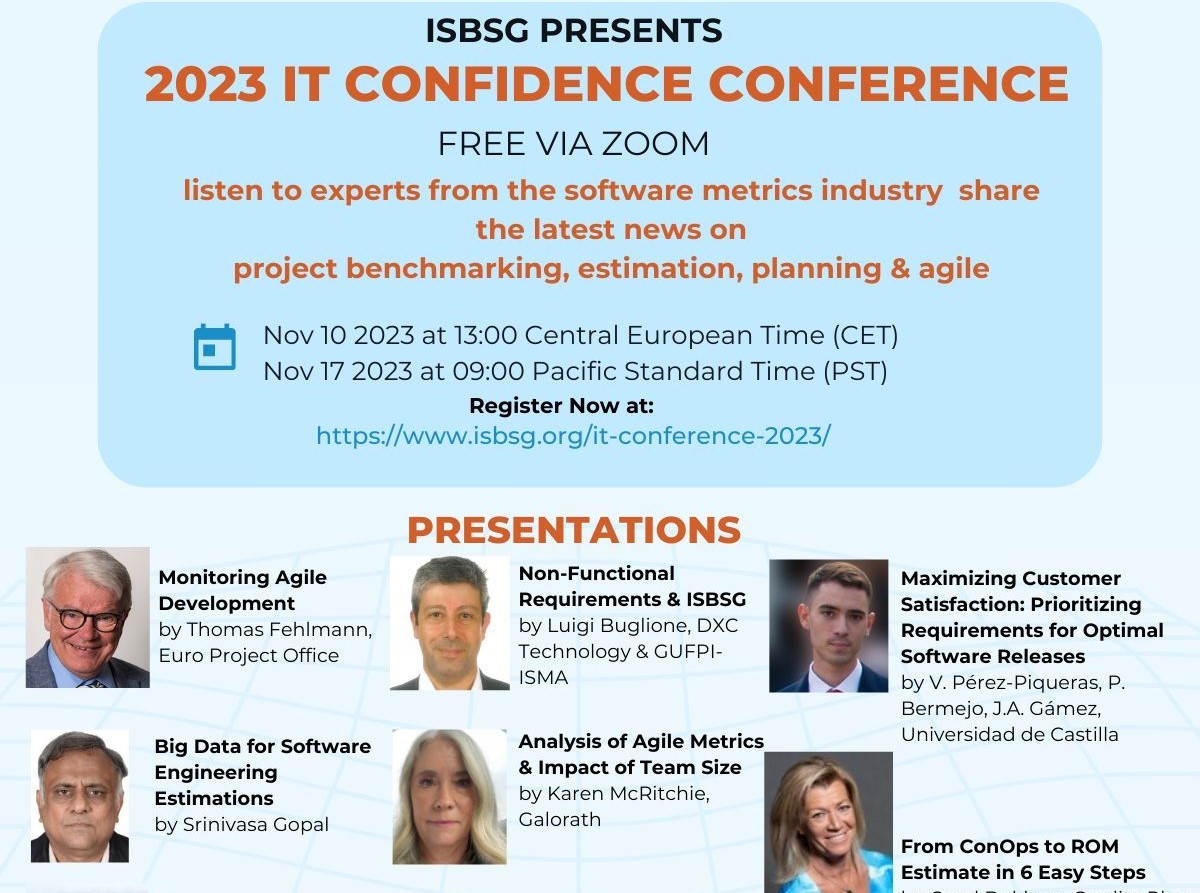 ISBSG PRESENTS
2023 IT CONFIDENCE CONFERENCE
FREE VIA ZOOM
listen to experts from the software metrics industry  share
the latest news on
project benchmarking, estimation, planning & agile
Nov 10 2023 at 13:00 Central European Time (CET)
Nov 17 2023 at 09:00 Pacific Standard Time (PST)
Register Now at:
https://www.isbsg.org/it-conference-2023/
PRESENTATIONS
Monitoring Agile
Development
by Thomas Fehlmann,
Euro Project Office
Non-Functional
Requirements & ISBSG
by Luigi Buglione, DXC
Technology & GUFPI-
ISMA
Maximizing Customer
Satisfaction: Prioritizing
Requirements for Optimal
Software Releases
by V. Pérez-Piqueras, P.
Bermejo, J.A. Gámez,
Universidad de Castilla
Big Data for Software
Engineering
Estimations
by Srinivasa Gopal
Analysis of Agile Metrics
& Impact of Team Size
by Karen McRitchie,
Galorath
From ConOps to ROM
Estimate in 6 Easy Steps